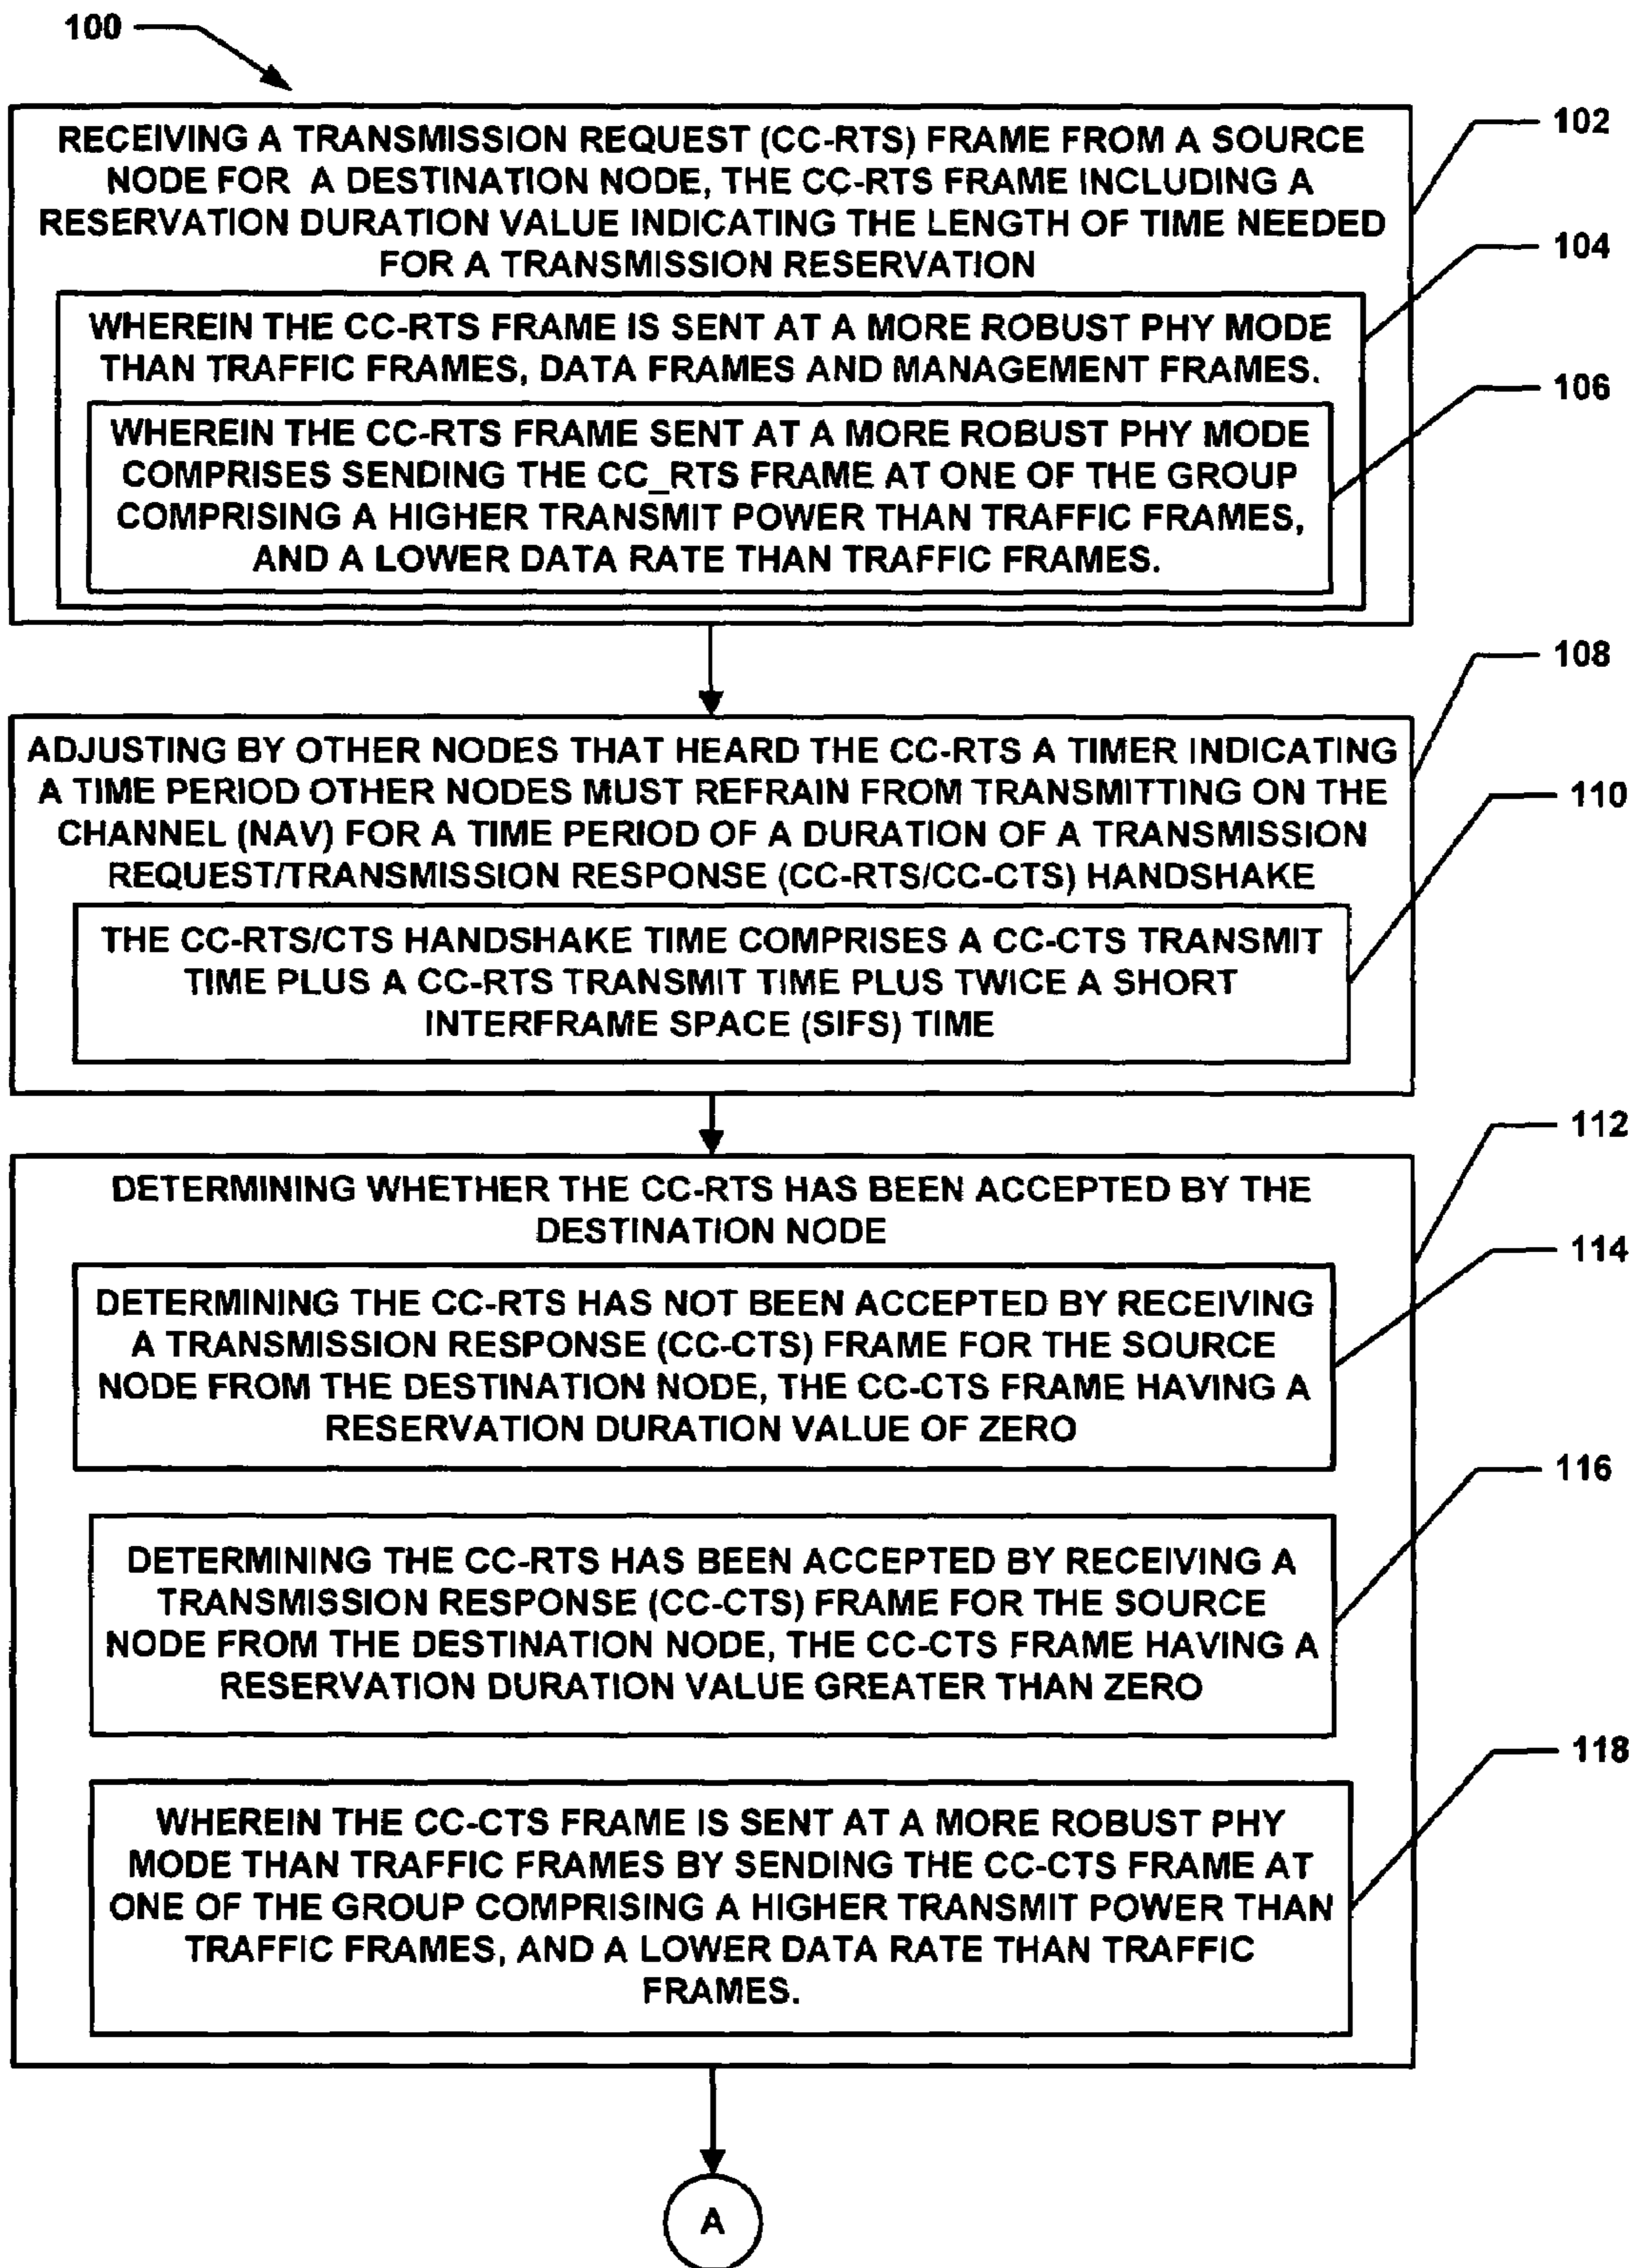 100
RECEIVING A TRANSMISSION REQUEST (CC-RTS) FRAME FROM A SOURCE
NODE FOR A DESTINATION NODE, THE CC-RTS FRAME INCLUDING A
RESERVATION DURATION VALUE INDICATING THE LENGTH OF TIME NEEDED
FOR A TRANSMISSION RESERVATION
102
WHEREIN THE CC-RTS FRAME IS SENT AT A MORE ROBUST PHY MODE
THAN TRAFFIC FRAMES, DATA FRAMES AND MANAGEMENT FRAMES.
104
WHEREIN THE CC-RTS FRAME SENT AT A MORE ROBUST PHY MODE
COMPRISES SENDING THE CC_RTS FRAME AT ONE OF THE GROUP
COMPRISING A HIGHER TRANSMIT POWER THAN TRAFFIC FRAMES,
AND A LOWER DATA RATE THAN TRAFFIC FRAMES.
106
ADJUSTING BY OTHER NODES THAT HEARD THE CC-RTS A TIMER INDICATING
A TIME PERIOD OTHER NODES MUST REFRAIN FROM TRANSMITTING ON THE
CHANNEL (NAV) FOR A TIME PERIOD OF A DURATION OF A TRANSMISSION
REQUEST/TRANSMISSION RESPONSE (CC-RTS/CC-CTS) HANDSHAKE
108
THE CC-RTS/CTS HANDSHAKE TIME COMPRISES A CC-CTS TRANSMIT
TIME PLUS A CC-RTS TRANSMIT TIME PLUS TWICE A SHORT
INTERFRAME SPACE (SIFS) TIME
110
DETERMINING WHETHER THE CC-RTS HAS BEEN ACCEPTED BY THE
DESTINATION NODE
112
DETERMINING THE CC-RTS HAS NOT BEEN ACCEPTED BY RECEIVING
A TRANSMISSION RESPONSE (CC-CTS) FRAME FOR THE SOURCE
NODE FROM THE DESTINATION NODE, THE CC-CTS FRAME HAVING A
RESERVATION DURATION VALUE OF ZERO
114
DETERMINING THE CC-RTS HAS BEEN ACCEPTED BY RECEIVING A
TRANSMISSION RESPONSE (CC-CTS) FRAME FOR THE SOURCE
NODE FROM THE DESTINATION NODE, THE CC-CTS FRAME HAVING A
RESERVATION DURATION VALUE GREATER THAN ZERO
116
WHEREIN THE CC-CTS FRAME IS SENT AT A MORE ROBUST PHY
MODE THAN TRAFFIC FRAMES BY SENDING THE CC-CTS FRAME AT
ONE OF THE GROUP COMPRISING A HIGHER TRANSMIT POWER THAN
TRAFFIC FRAMES, AND A LOWER DATA RATE THAN TRAFFIC
FRAMES.
118
A